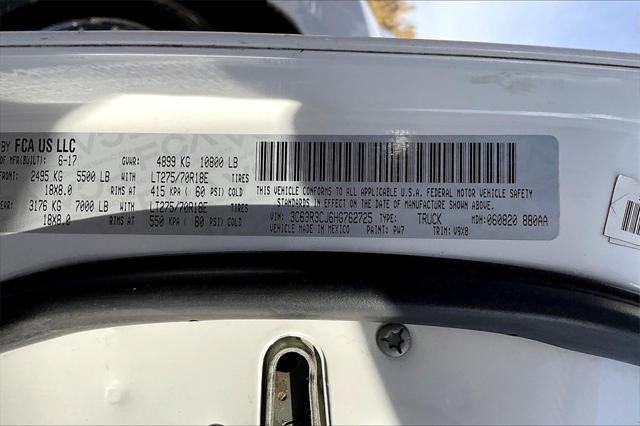 BY FCA US LLC
OF MFR(BUILT): 6-17 GVWR: 4899 KG 10800 LB
FRONT: 2495 KG 5500 LB WITH LT275/70R18E TIRES
18X8.0 RIMS AT 415 KPA ( 60 PSI) COLD
REAR: 3176 KG 7000 LB WITH LT275/70R18E TIRES
18X8.0 RIMS AT 550 KPA ( 80 PSI) COLD
THIS VEHICLE CONFORMS TO ALL APPLICABLE U.S.A. FEDERAL MOTOR VEHICLE SAFETY
STANDARDS IN EFFECT ON THE DATE OF MANUFACTURE SHOWN ABOVE.
VIN: 3C63R3CJ6HG762725 TYPE: TRUCK MDH: 060820 880AA
VEHICLE MADE IN MEXICO PAINT: PW7 TRIM: V9X8